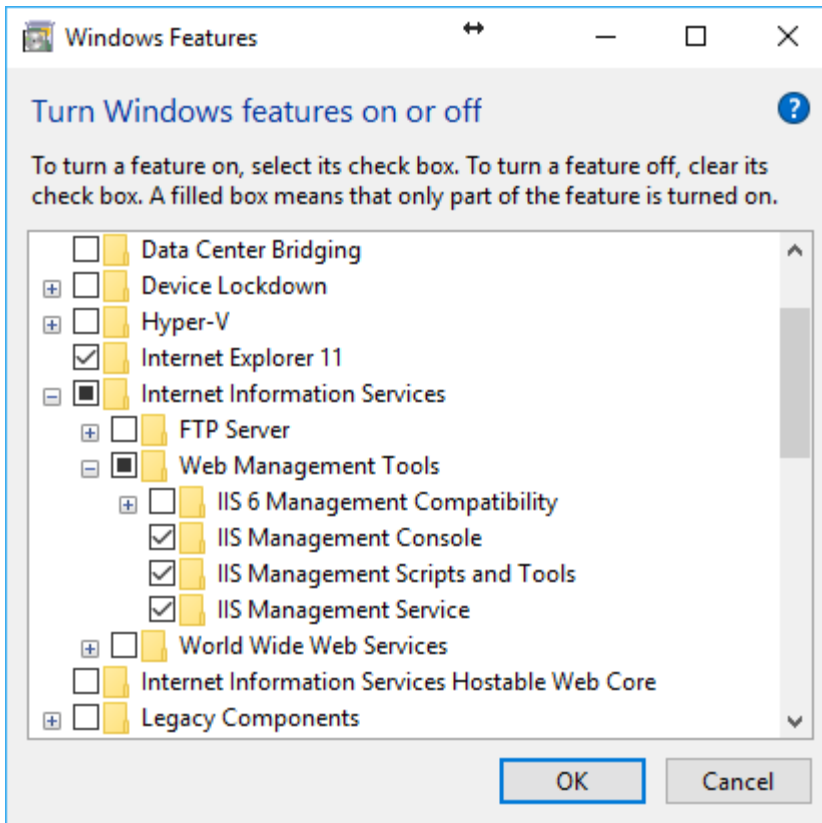 Windows Features
Turn Windows features on or off
?
To turn a feature on, select its check box. To turn a feature off, clear its
check box. A filled box means that only part of the feature is turned on.
Data Center Bridging
Device Lockdown
Hyper-V
Internet Explorer 11
Internet Information Services
FTP Server
Web Management Tools
IIS 6 Management Compatibility
IIS Management Console
IIS Management Scripts and Tools
IIS Management Service
World Wide Web Services
Internet Information Services Hostable Web Core
Legacy Components
OK Cancel